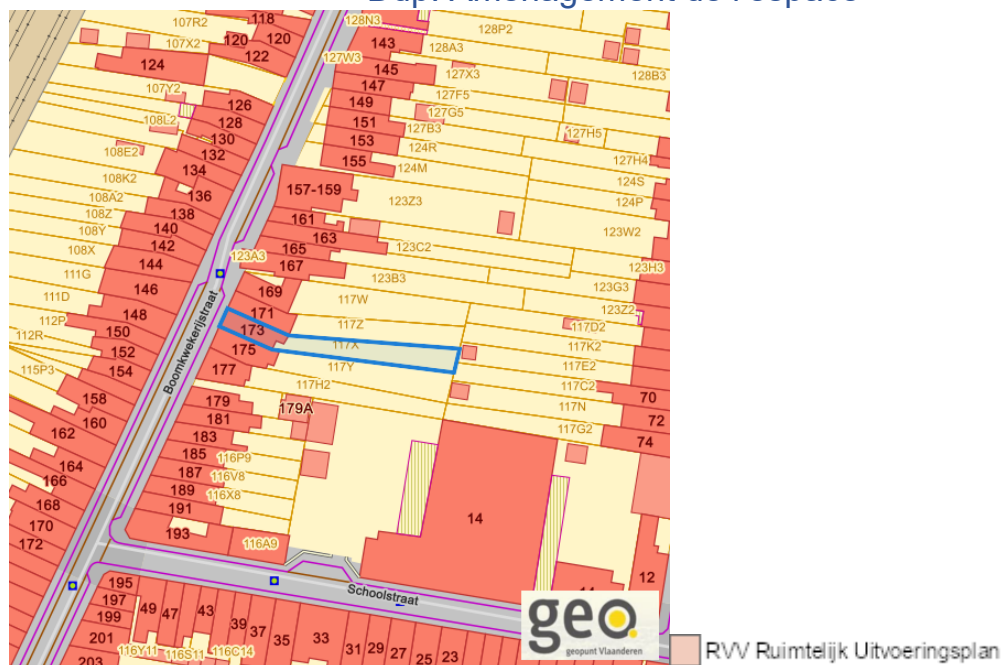 Dup. Aménagement de l'espace
107R2
118
128N3
128P2
120
120
143
107X2
122
127W3
128A3
124
145
127X3
128B3
107Y2
147
127F5
126
149
127G5
108L2
128
151
127B3
127H5
130
153
124R
108E2
132
155
124M
127H4
134
108K2
157-159
124S
136
123Z3
124P
108A2
138
161
108Z
140
163
123W2
108Y
142
165
123C2
108X
123A3
144
167
123H3
111G
123B3
123G3
146
169
111D
117W
123Z2
148
171
117Z
117D2
112P
150
173
117X
117K2
112R
152
175
117Y
117E2
115P3
154
177
117H2
117C2
70
Boomkwekerijstraat
158
179
179A
117N
72
160
181
117G2
74
162
183
116P9
164
185
116V8
166
187
116X8
168
189
14
170
191
172
193
116A9
12
Schoolstraat
195
197
49
47
43
199
39
37
35
33
201
31
29
27
25
23
203
116Y11
116S11
116C14
geo.
geopunt Vlaanderen
RVV Ruimtelijk Uitvoeringsplan